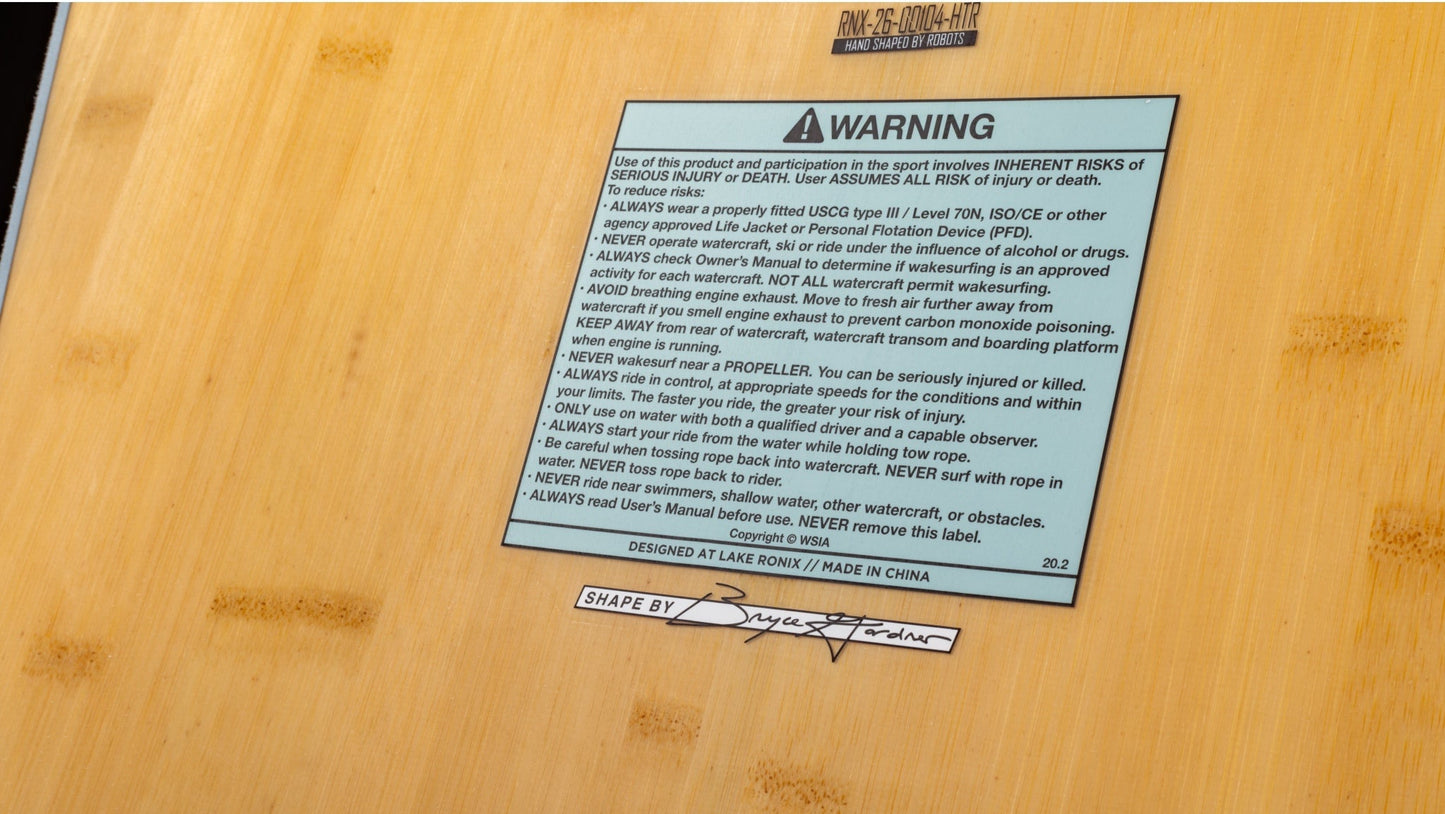 RNX-26-00104-HTR
HAND SHAPED BY ROBOTS
WARNING
Use of this product and participation in the sport involves INHERENT RISKS of
SERIOUS INJURY or DEATH. User ASSUMES ALL RISK of injury or death.
To reduce risks:
· ALWAYS wear a properly fitted USCG type III / Level 70N, ISO/CE or other
agency approved Life Jacket or Personal Flotation Device (PFD).
· NEVER operate watercraft, ski or ride under the influence of alcohol or drugs.
· ALWAYS check Owner's Manual to determine if wakesurfing is an approved
activity for each watercraft. NOT ALL watercraft permit wakesurfing.
· AVOID breathing engine exhaust. Move to fresh air further away from
watercraft if you smell engine exhaust to prevent carbon monoxide poisoning.
KEEP AWAY from rear of watercraft, watercraft transom and boarding platform
when engine is running.
· NEVER wakesurf near a PROPELLER. You can be seriously injured or killed.
· ALWAYS ride in control, at appropriate speeds for the conditions and within
your limits. The faster you ride, the greater your risk of injury.
· ONLY use on water with both a qualified driver and a capable observer.
· ALWAYS start your ride from the water while holding tow rope.
· Be careful when tossing rope back into watercraft. NEVER surf with rope in
water. NEVER toss rope back to rider.
· NEVER ride near swimmers, shallow water, other watercraft, or obstacles.
· ALWAYS read User's Manual before use. NEVER remove this label.
Copyright © WSIA
20.2
DESIGNED AT LAKE RONIX // MADE IN CHINA
SHAPE BY Bryce Gardner